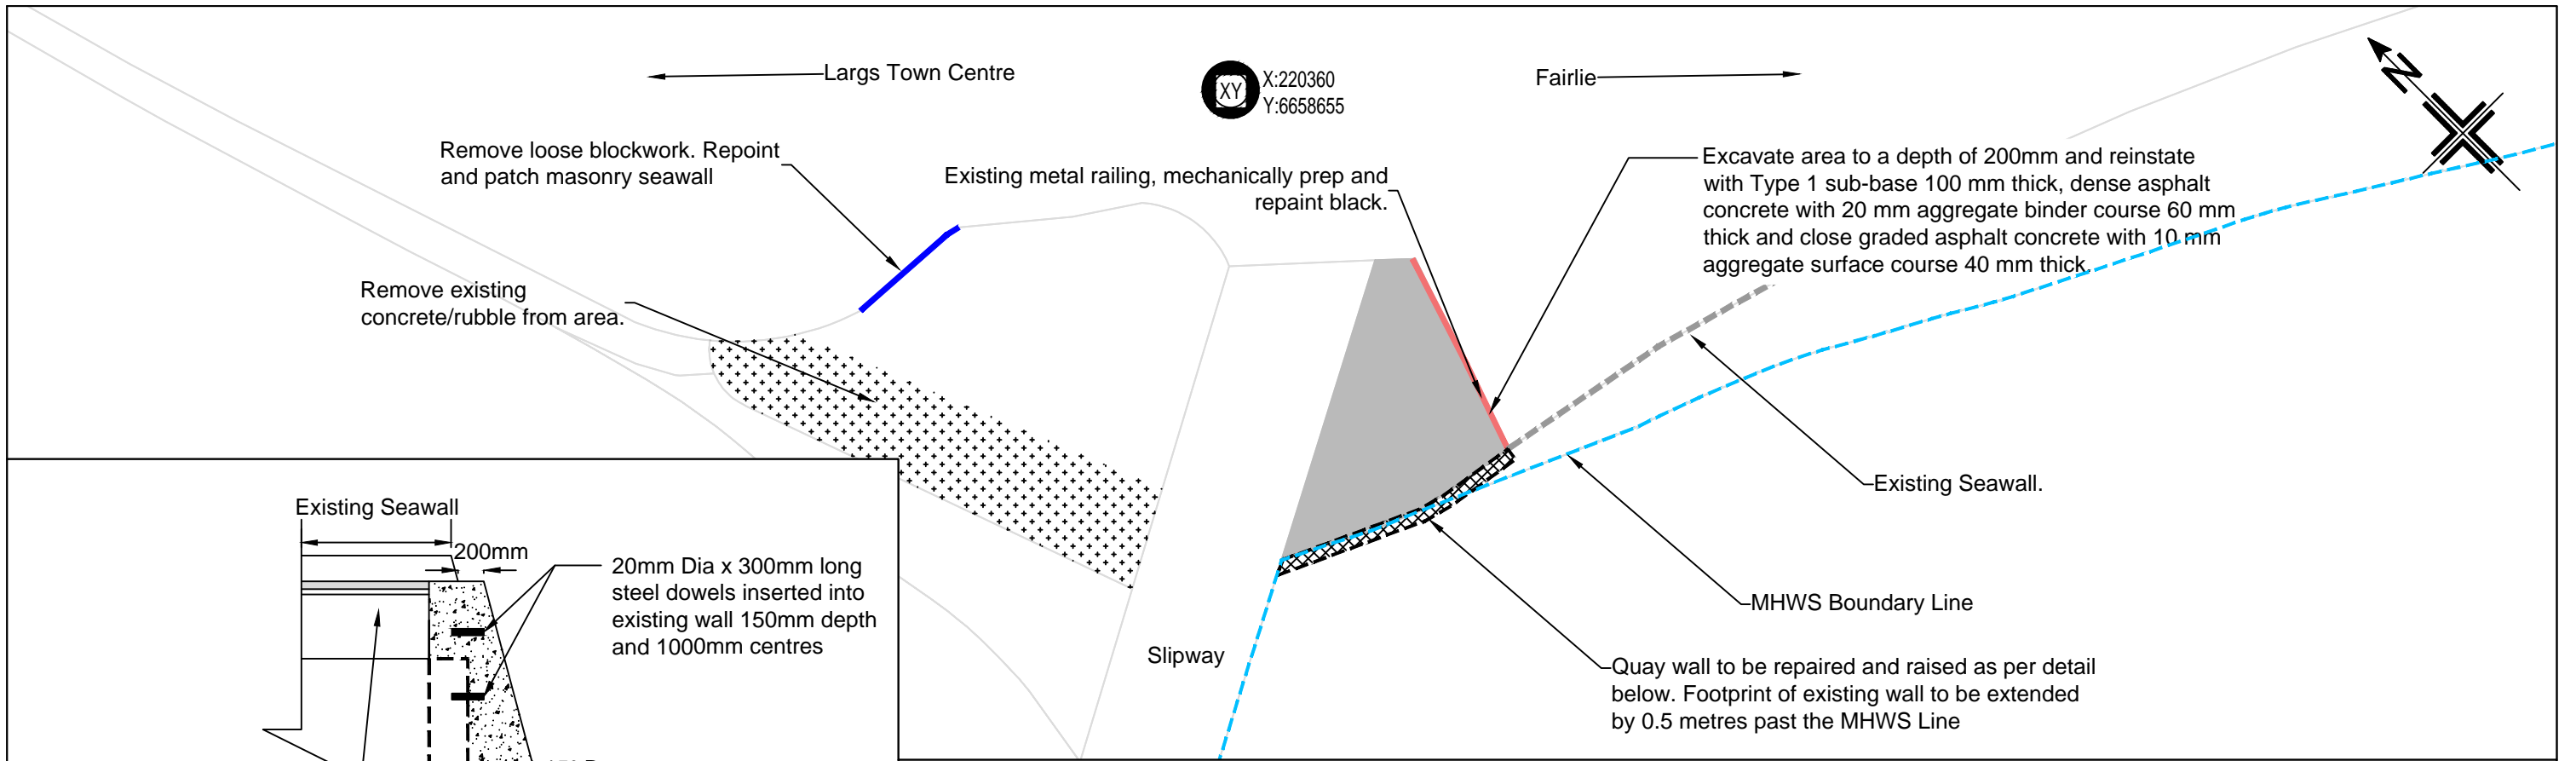 Largs Town Centre
XY
X:220360
Y:6658655
Fairlie
N
Remove loose blockwork. Repoint
and patch masonry seawall
Existing metal railing, mechanically prep and
repaint black.
Excavate area to a depth of 200mm and reinstate
with Type 1 sub-base 100 mm thick, dense asphalt
concrete with 20 mm aggregate binder course 60 mm
thick and close graded asphalt concrete with 10 mm
aggregate surface course 40 mm thick.
Remove existing
concrete/rubble from area.
Existing Seawall.
Existing Seawall
200mm
20mm Dia x 300mm long
steel dowels inserted into
existing wall 150mm depth
and 1000mm centres
MHWS Boundary Line
Slipway
Quay wall to be repaired and raised as per detail
below. Footprint of existing wall to be extended
by 0.5 metres past the MHWS Line